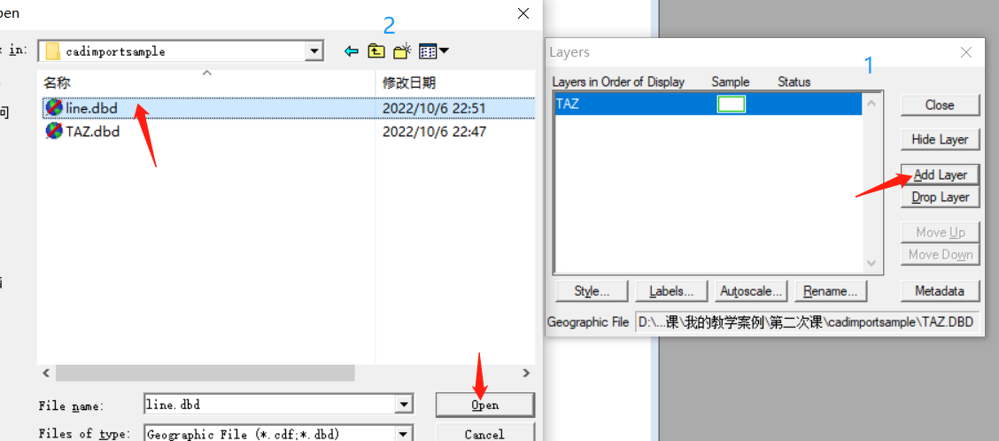 pen
2
in:
cadimportsample
名称
修改日期
问
line.dbd
2022/10/6 22:51
TAZ.dbd
2022/10/6 22:47
File name:
line.dbd
Open
Files of type:
Geographic File (*.cdf;*.dbd)
Cancel
Layers
1
Layers in Order of Display
Sample
Status
TAZ
Close
Hide Layer
Add Layer
Drop Layer
Move Up
Move Down
Style...
Labels...
Autoscale...
Rename...
Metadata
Geographic File
D:\...课\我的教学案例\第二次课\cadimportsample\TAZ.DBD